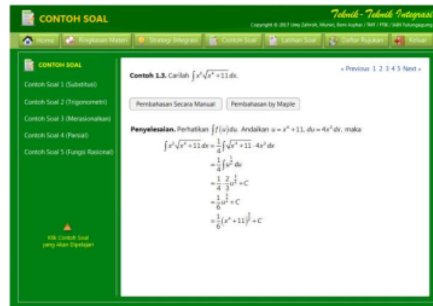 CONTOH SOAL
Teknik - Teknik Integrasi
Home
Ringkasan Materi
Strategi Integrasi
Contoh Soal
Latihan Soal
Daftar Rujukan
Keluar
CONTOH SOAL
Contoh Soal 1 (Substitusi)
Contoh Soal 2 (Trigonometri)
Contoh Soal 3 (Merasionalkan)
Contoh Soal 4 (Parsial)
Contoh Soal 5 (Fungsi Rasional)
Klik Contoh Soal
yang Akan Dipelajari
« Previous 1 2 3 4 5 Next »
Contoh 1.3. Carilah ∫x³√(x⁴+11) dx.
Pembahasan Secara Manual
Pembahasan by Maple
Penyelesaian. Perhatikan ∫f(u)du. Andaikan u = x⁴+11, du = 4x³ dx, maka
∫x³√(x⁴+11) dx = 1/4 ∫√(x⁴+11) · 4x³ dx
= 1/4 ∫u^(1/2) du
= 1/4 · 2/3 u^(3/2) + C
= 1/6 u^(3/2) + C
= 1/6 (x⁴+11)^(3/2) + C